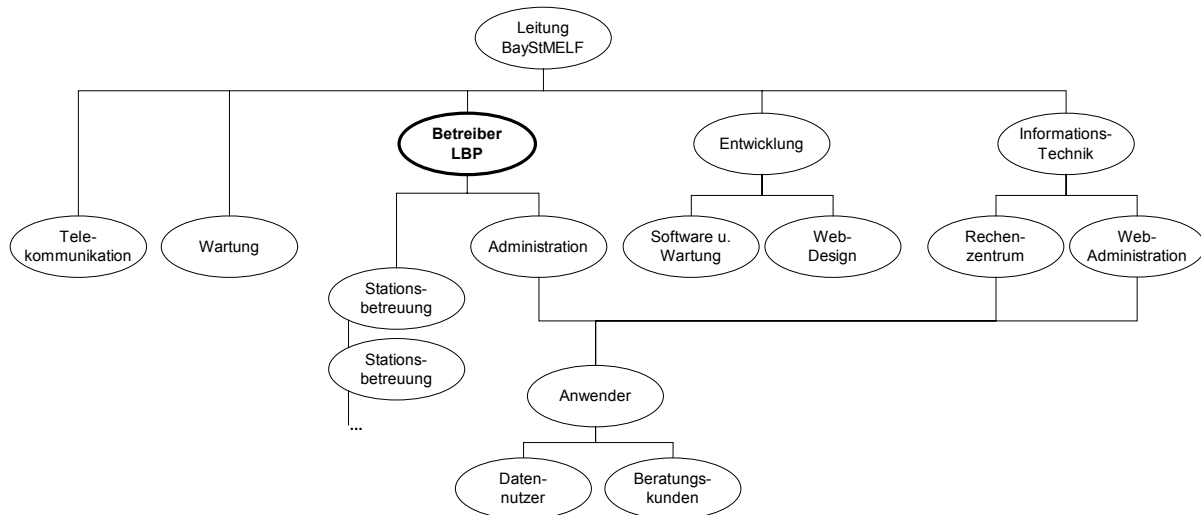 Leitung
BayStMELF
Betreiber
LBP
Entwicklung
Informations-
Technik
Tele-
kommunikation
Wartung
Administration
Software u.
Wartung
Web-
Design
Rechen-
zentrum
Web-
Administration
Stations-
betreuung
Stations-
betreuung
...
Anwender
Daten-
nutzer
Beratungs-
kunden